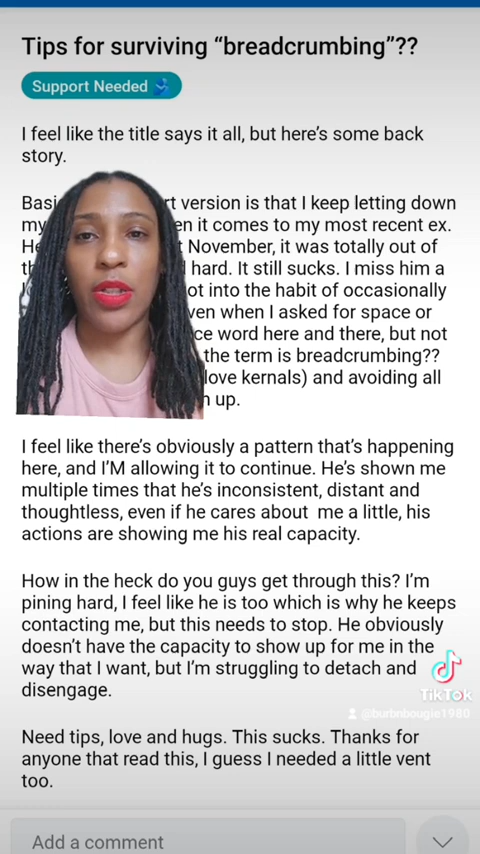 Tips for surviving “breadcrumbing”??
Support Needed
I feel like the title says it all, but here’s some back
story.
version is that I keep letting down
my when it comes to my most recent ex.
November, it was totally out of
hard. It still sucks. I miss him a
into the habit of occasionally
when I asked for space or
word here and there, but not
the term is breadcrumbing??
love kernals) and avoiding all
up.
I feel like there’s obviously a pattern that’s happening
here, and I’M allowing it to continue. He’s shown me
multiple times that he’s inconsistent, distant and
thoughtless, even if he cares about me a little, his
actions are showing me his real capacity.
How in the heck do you guys get through this? I’m
pining hard, I feel like he is too which is why he keeps
contacting me, but this needs to stop. He obviously
doesn’t have the capacity to show up for me in the
way that I want, but I’m struggling to detach and
disengage.
TikTok
@burbnbougie1980
Need tips, love and hugs. This sucks. Thanks for
anyone that read this, I guess I needed a little vent
too.
Add a comment